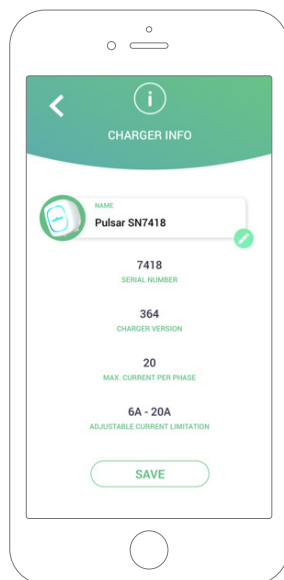 CHARGER INFO
NAME
Pulsar SN7418
7418
SERIAL NUMBER
364
CHARGER VERSION
20
MAX. CURRENT PER PHASE
6A - 20A
ADJUSTABLE CURRENT LIMITATION
SAVE